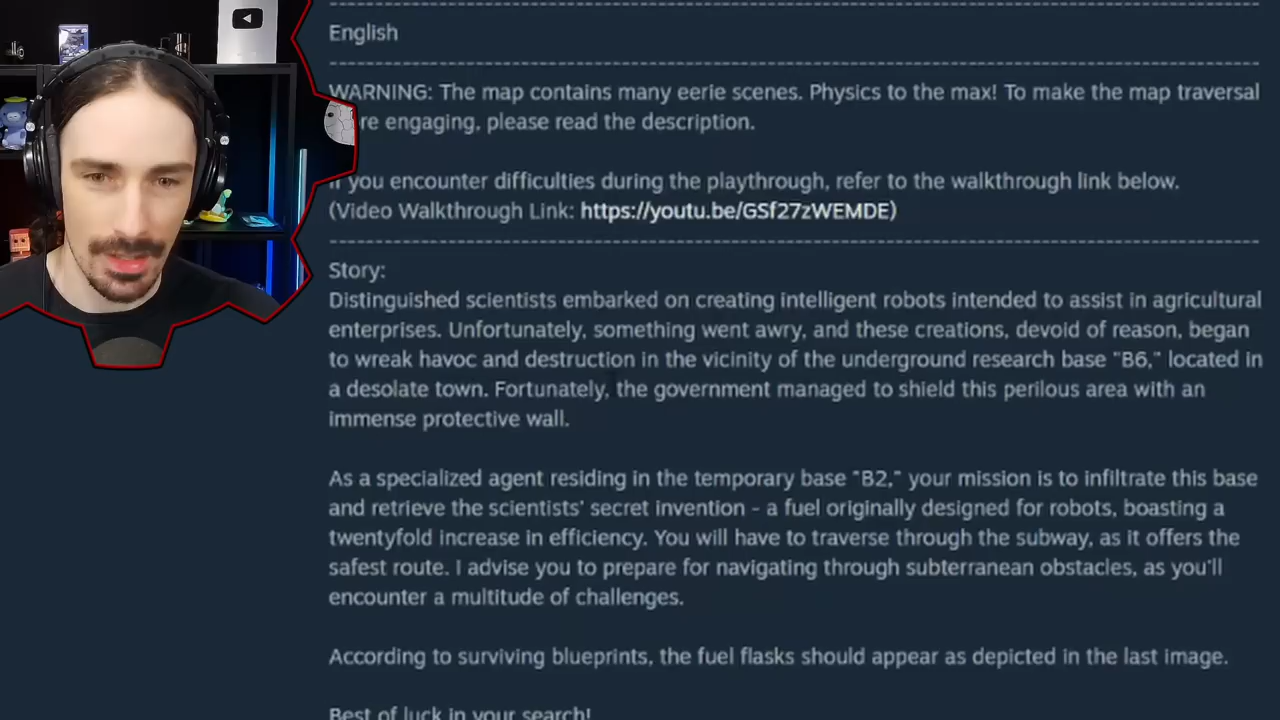 English
WARNING: The map contains many eerie scenes. Physics to the max! To make the map traversal
re engaging, please read the description.
If you encounter difficulties during the playthrough, refer to the walkthrough link below.
(Video Walkthrough Link: https://youtu.be/GSf27zWEMDE)
Story:
Distinguished scientists embarked on creating intelligent robots intended to assist in agricultural
enterprises. Unfortunately, something went awry, and these creations, devoid of reason, began
to wreak havoc and destruction in the vicinity of the underground research base "B6," located in
a desolate town. Fortunately, the government managed to shield this perilous area with an
immense protective wall.
As a specialized agent residing in the temporary base "B2," your mission is to infiltrate this base
and retrieve the scientists' secret invention - a fuel originally designed for robots, boasting a
twentyfold increase in efficiency. You will have to traverse through the subway, as it offers the
safest route. I advise you to prepare for navigating through subterranean obstacles, as you'll
encounter a multitude of challenges.
According to surviving blueprints, the fuel flasks should appear as depicted in the last image.
Best of luck in your search!